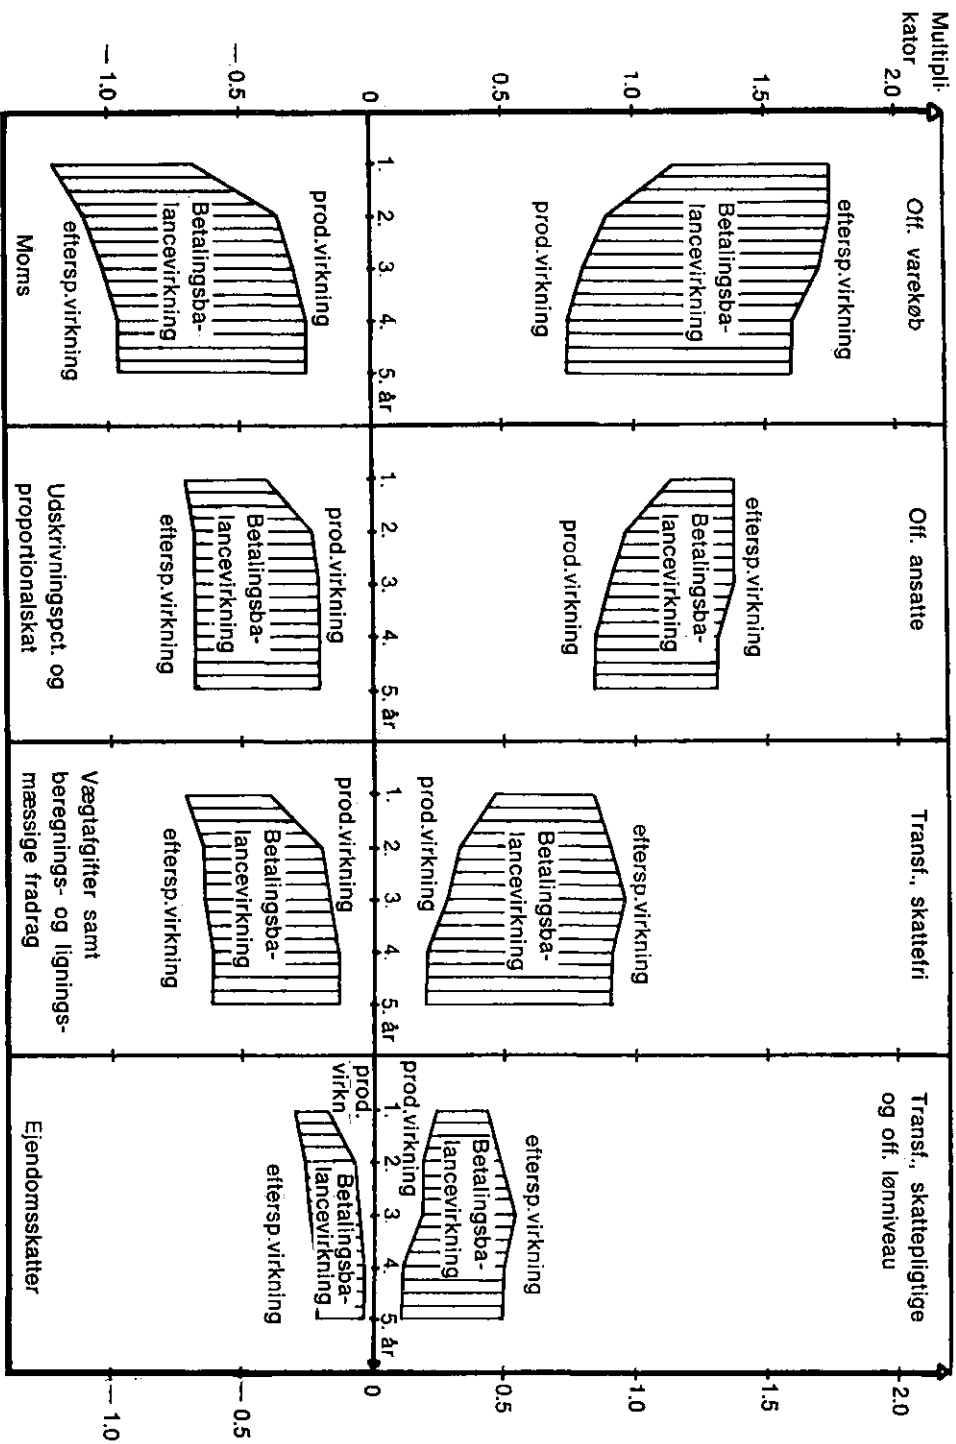 Multipli-
kator
2.0
1.5
1.0
0
— 0.5
— 1.0
Off. varekøb
eftersp.virkning
Betalingsba-
lancevirkning
prod.virkning
1. 2. 3. 4. 5. år
prod.virkning
Betalingsba-
lancevirkning
eftersp.virkning
Moms
Off. ansatte
eftersp.virkning
Betalingsba-
lancevirkning
prod.virkning
1. 2. 3. 4. 5. år
prod.virkning
Betalingsba-
lancevirkning
eftersp.virkning
Udskrivningspct. og
proportionalskat
Transf., skattefri
eftersp.virkning
Betalingsba-
lancevirkning
prod.virkning
1. 2. 3. 4. 5. år
prod.virkning
Betalingsba-
lancevirkning
eftersp.virkning
Vægtafgifter samt
beregnings- og lignings-
mæssige fradrag
Transf., skattepligtige
og off. lønniveau
eftersp.virkning
Betalingsba-
lancevirkning
prod.virkning
1. 2. 3. 4. 5. år
prod.
virkn.
Betalingsba-
lancevirkning
eftersp.virkning
Ejendomsskatter
2.0
1.5
1.0
0.5
0
— 0.5
— 1.0